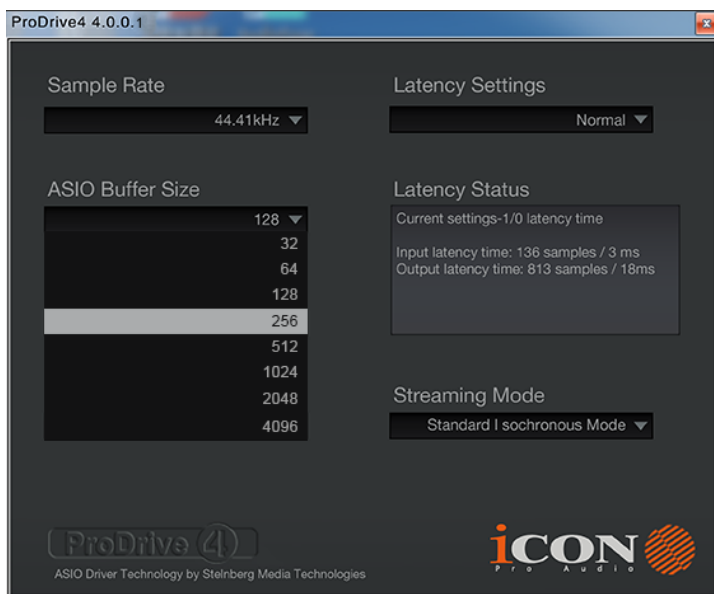 ProDrive4 4.0.0.1
Sample Rate
44.41kHz
Latency Settings
Normal
ASIO Buffer Size
128
32
64
128
256
512
1024
2048
4096
Latency Status
Current settings-1/0 latency time
Input latency time: 136 samples / 3 ms
Output latency time: 813 samples / 18ms
Streaming Mode
Standard I sochronous Mode
ProDrive 4
ASIO Driver Technology by Stelnberg Media Technologies
iCON
Pro Audio